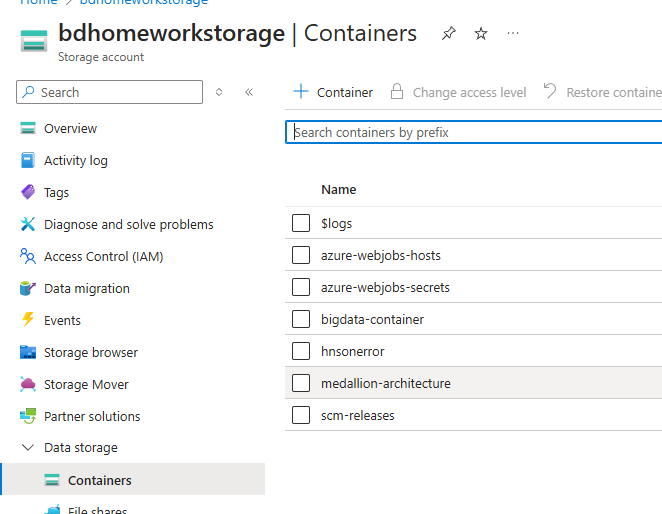 Home > bdhomeworkstorage
bdhomeworkstorage | Containers
Storage account
Search
Container
Change access level
Restore containe
Search containers by prefix
Overview
Activity log
Tags
Diagnose and solve problems
Access Control (IAM)
Data migration
Events
Storage browser
Storage Mover
Partner solutions
Data storage
Containers
File shares
Name
$logs
azure-webjobs-hosts
azure-webjobs-secrets
bigdata-container
hnsonerror
medallion-architecture
scm-releases